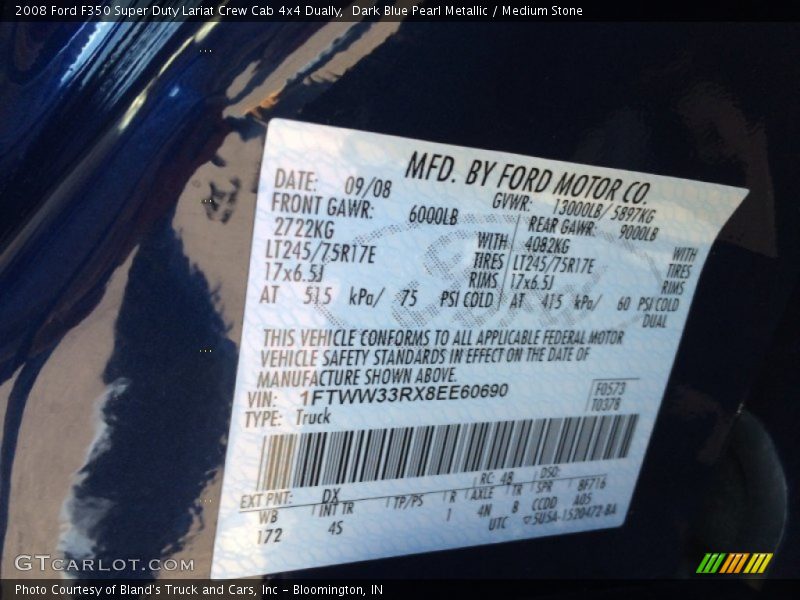 2008 Ford F350 Super Duty Lariat Crew Cab 4x4 Dually, Dark Blue Pearl Metallic / Medium Stone
MFD. BY FORD MOTOR CO.
DATE: 09/08 GVWR: 13000LB/ 5897KG
FRONT GAWR: 6000LB REAR GAWR: 9000LB
2722KG WITH 4082KG WITH
LT245/75R17E TIRES LT245/75R17E TIRES
17x6.5J RIMS 17x6.5J RIMS
AT 515 kPa/ 75 PSI COLD AT 415 kPa/ 60 PSI COLD
DUAL
THIS VEHICLE CONFORMS TO ALL APPLICABLE FEDERAL MOTOR
VEHICLE SAFETY STANDARDS IN EFFECT ON THE DATE OF
MANUFACTURE SHOWN ABOVE.
VIN: 1FTWW33RX8EE60690 F0573
TYPE: Truck T0378
EXT PNT: DX RC: 48 DSO:
WB INT TR TP/PS R AXLE TR SPR BF716
172 4S 1 4N 8 CCDD A05
UTC 5U5A-1520472-BA
GTCARLOT.COM
Photo Courtesy of Bland's Truck and Cars, Inc - Bloomington, IN